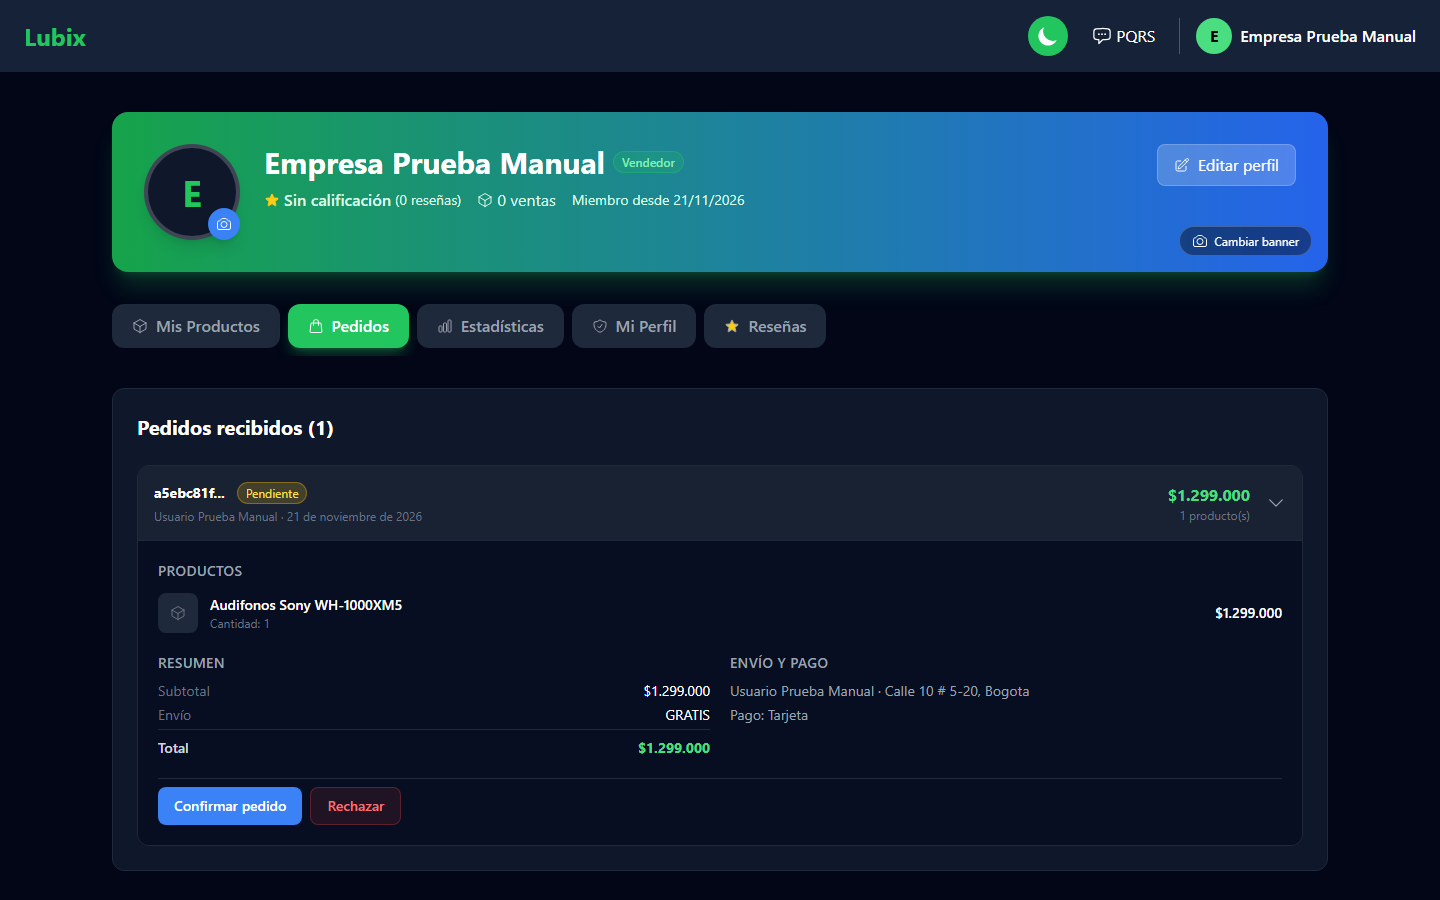 Lubix
PQRS
E
Empresa Prueba Manual
E
Empresa Prueba Manual Vendedor
Sin calificación (0 reseñas) 0 ventas Miembro desde 21/11/2026
Editar perfil
Cambiar banner
Mis Productos
Pedidos
Estadísticas
Mi Perfil
Reseñas
Pedidos recibidos (1)
a5ebc81f... Pendiente
Usuario Prueba Manual · 21 de noviembre de 2026
$1.299.000
1 producto(s)
PRODUCTOS
Audifonos Sony WH-1000XM5
Cantidad: 1
$1.299.000
RESUMEN
Subtotal $1.299.000
Envío GRATIS
Total $1.299.000
ENVÍO Y PAGO
Usuario Prueba Manual · Calle 10 # 5-20, Bogota
Pago: Tarjeta
Confirmar pedido
Rechazar